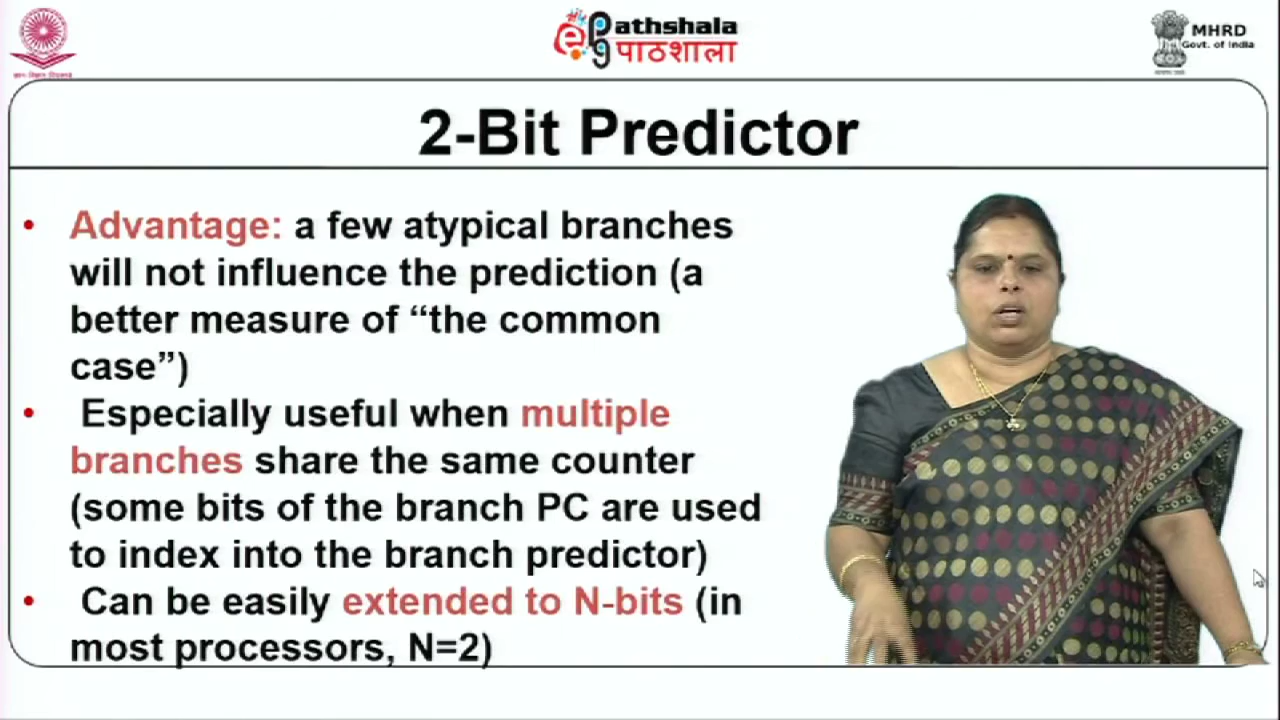 ePathshala
पाठशाला
MHRD
Govt. of India
2-Bit Predictor
• Advantage: a few atypical branches
will not influence the prediction (a
better measure of “the common
case”)
• Especially useful when multiple
branches share the same counter
(some bits of the branch PC are used
to index into the branch predictor)
• Can be easily extended to N-bits (in
most processors, N=2)